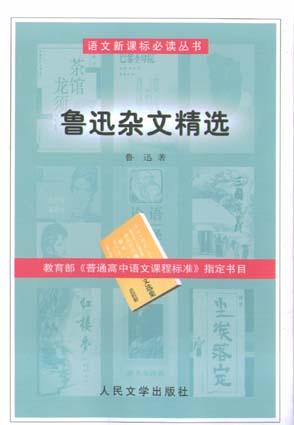 语文新课标必读丛书
茶馆
龙须
鲁迅杂文精选
鲁 迅 著
语
教育部《普通高中语文课程标准》指定书目
红楼梦
尘埃落定
人民文学出版社